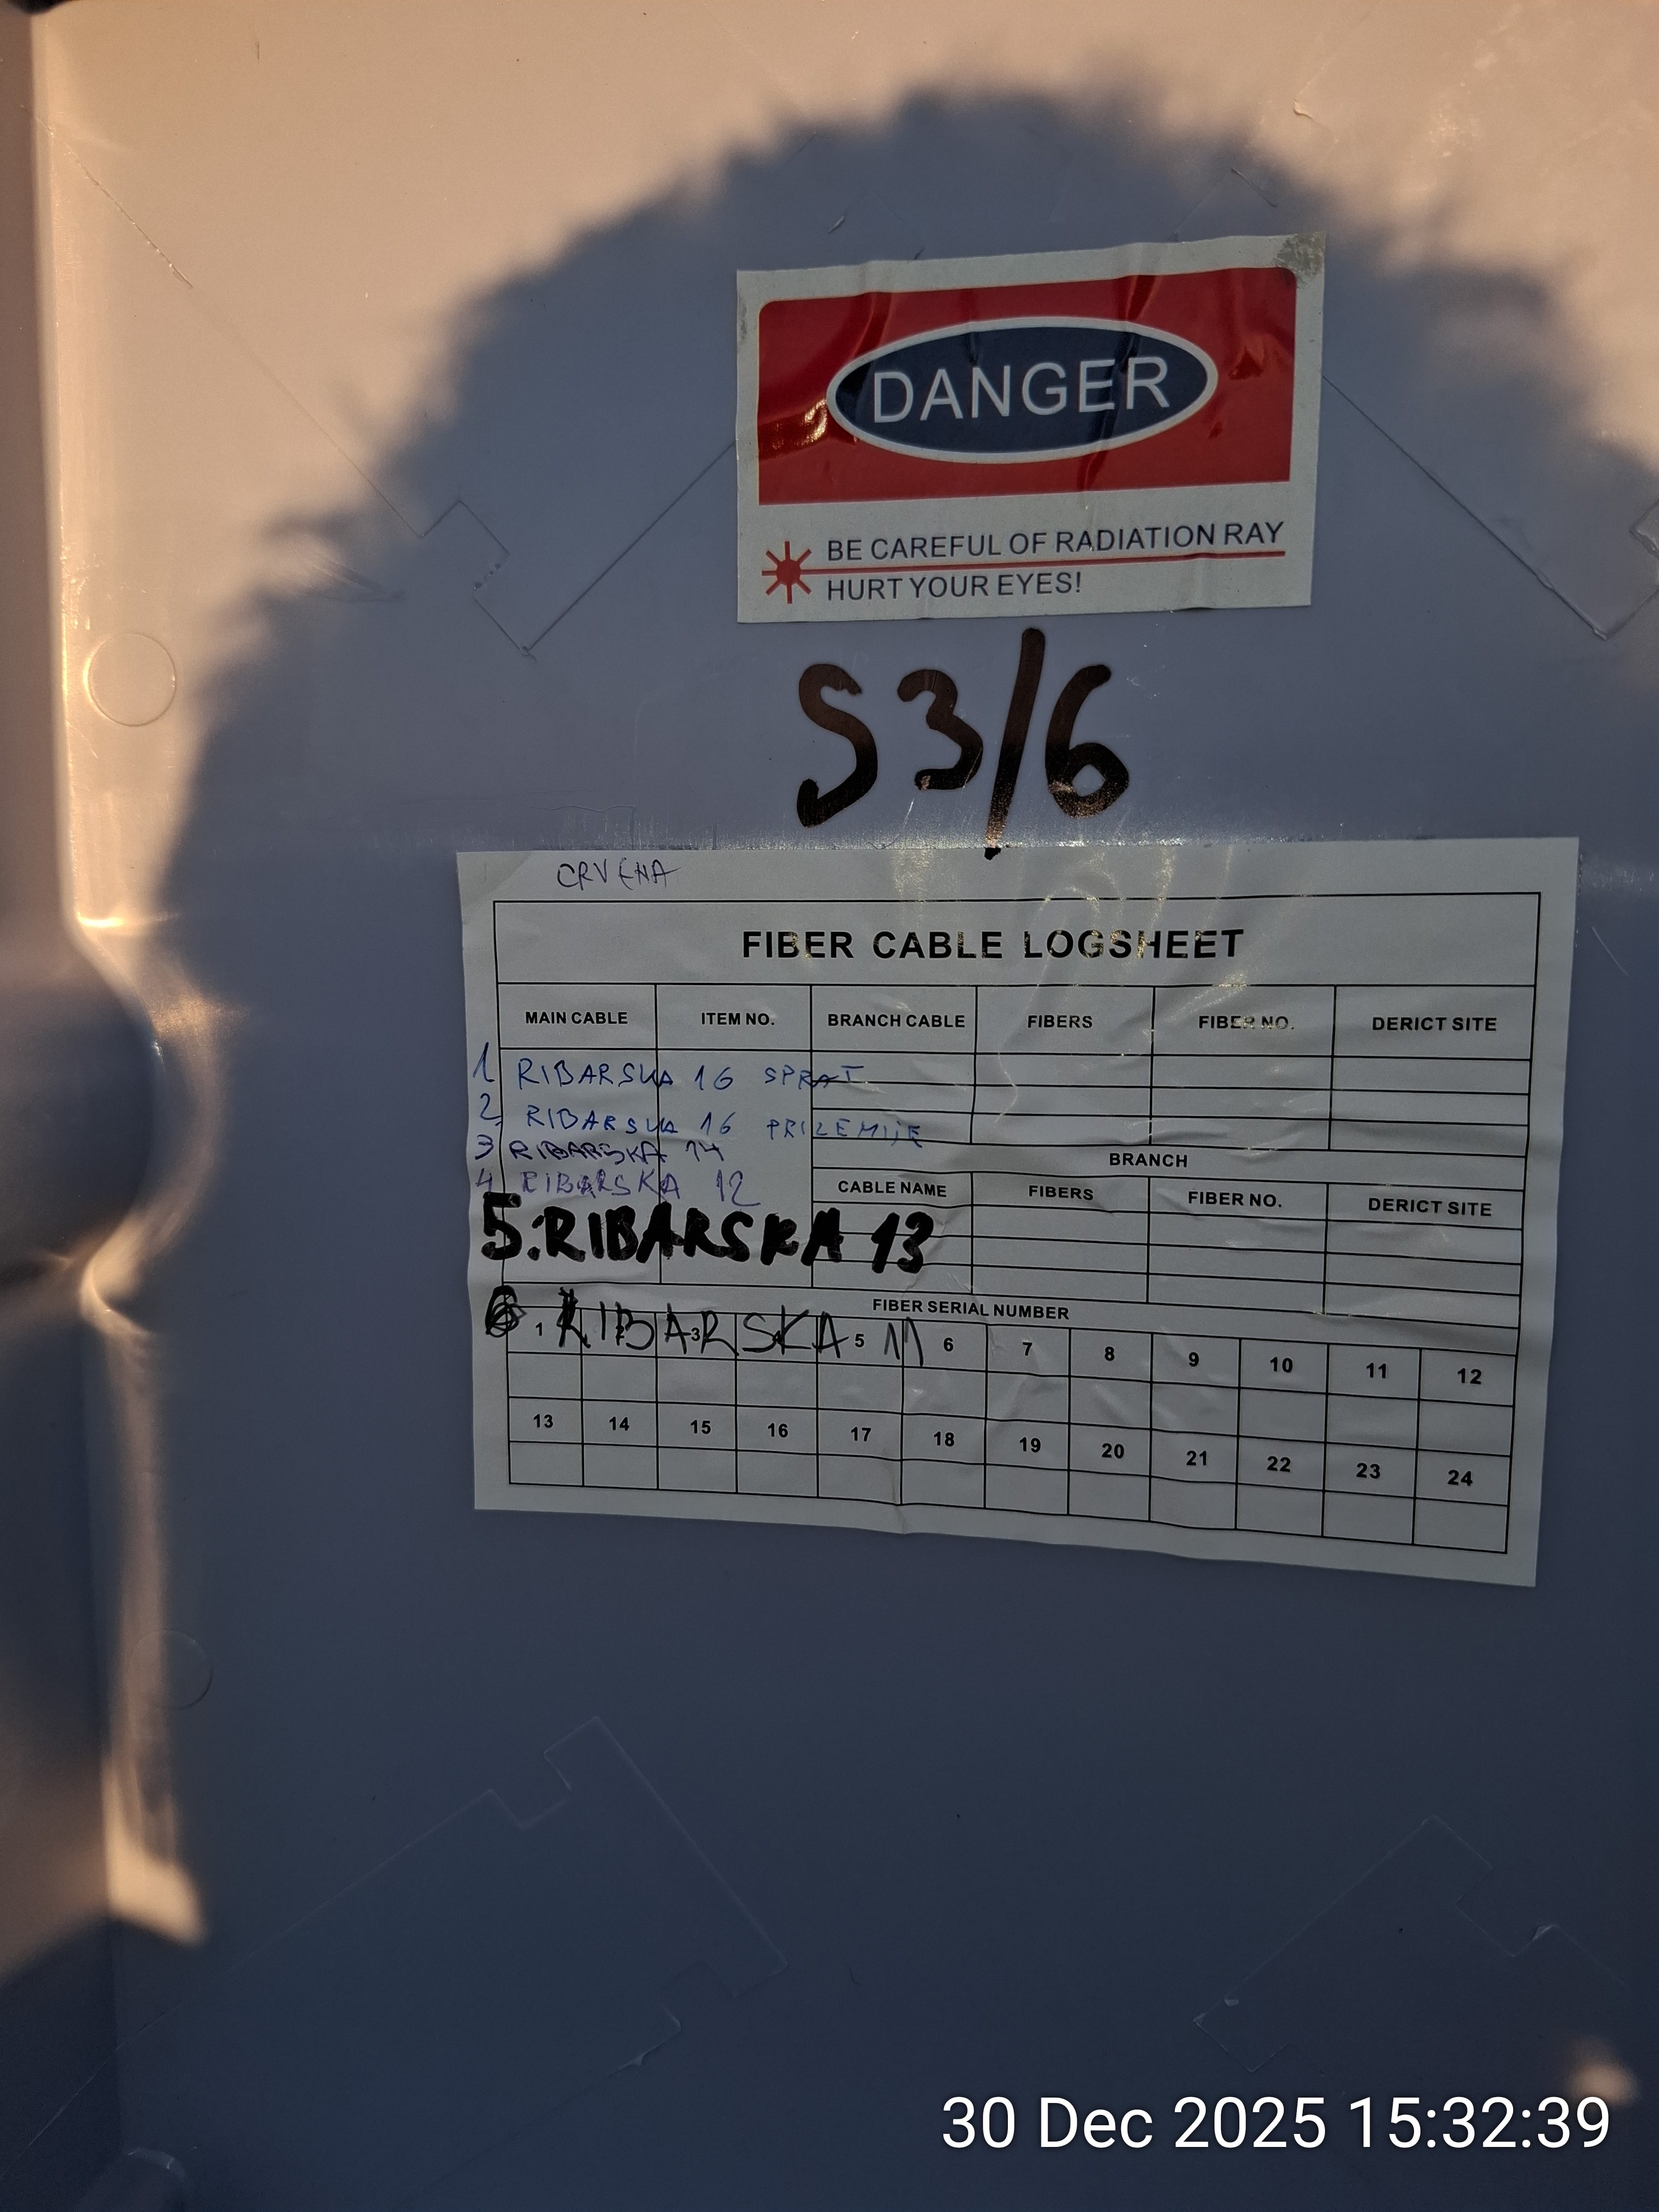 DANGER
BE CAREFUL OF RADIATION RAY
HURT YOUR EYES!
S3/6
CRVENA
FIBER CABLE LOGSHEET
MAIN CABLE ITEM NO. BRANCH CABLE FIBERS FIBER NO. DERICT SITE
1 RIBARSKA 16 SPRAT
2 RIBARSKA 16 PRIZEMIJE
3 RIBARSKA 14
4 RIBARSKA 12
5. RIBARSKA 13
BRANCH
CABLE NAME FIBERS FIBER NO. DERICT SITE
6 RIBARSKA 11
FIBER SERIAL NUMBER
1 2 3 4 5 6 7 8 9 10 11 12
13 14 15 16 17 18 19 20 21 22 23 24
30 Dec 2025 15:32:39